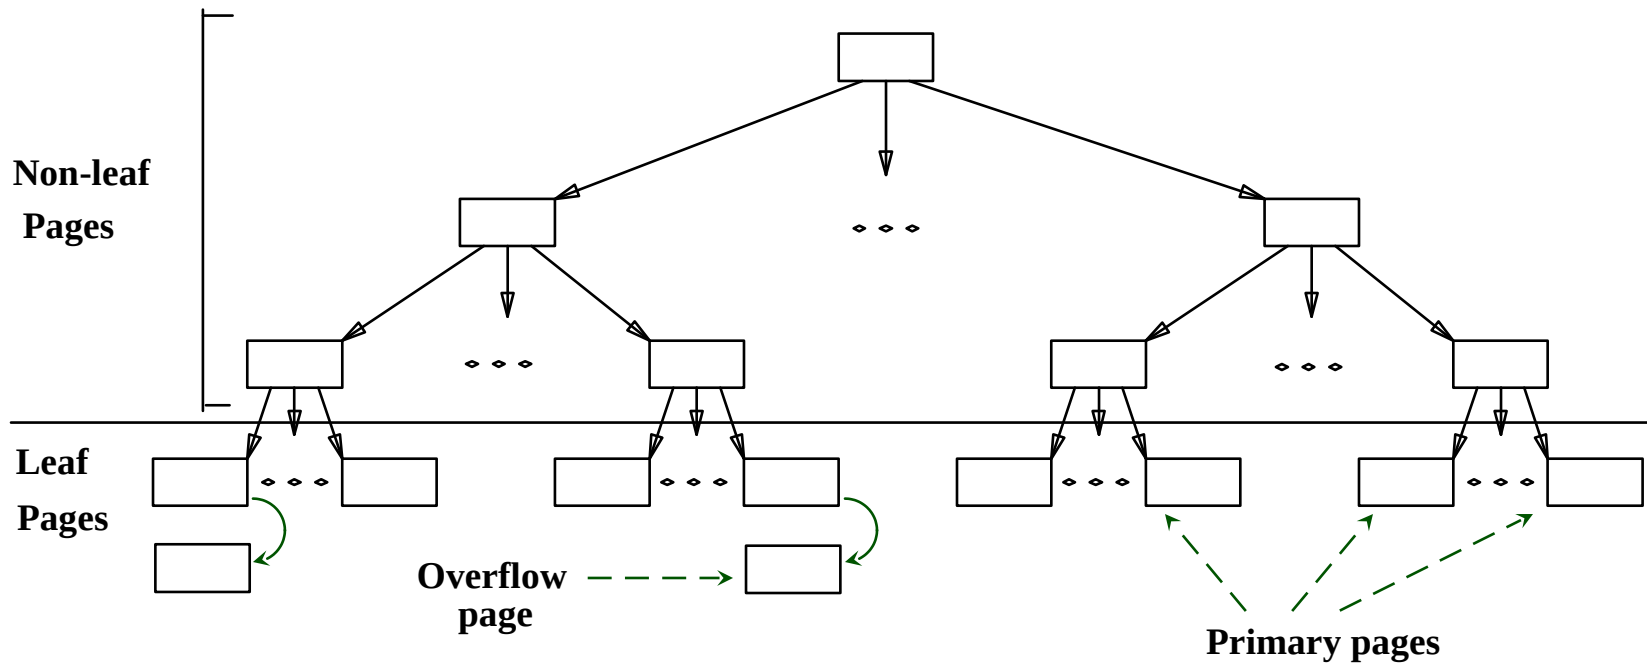 Non-leaf
Pages
Leaf
Pages
Overflow
page
Primary pages